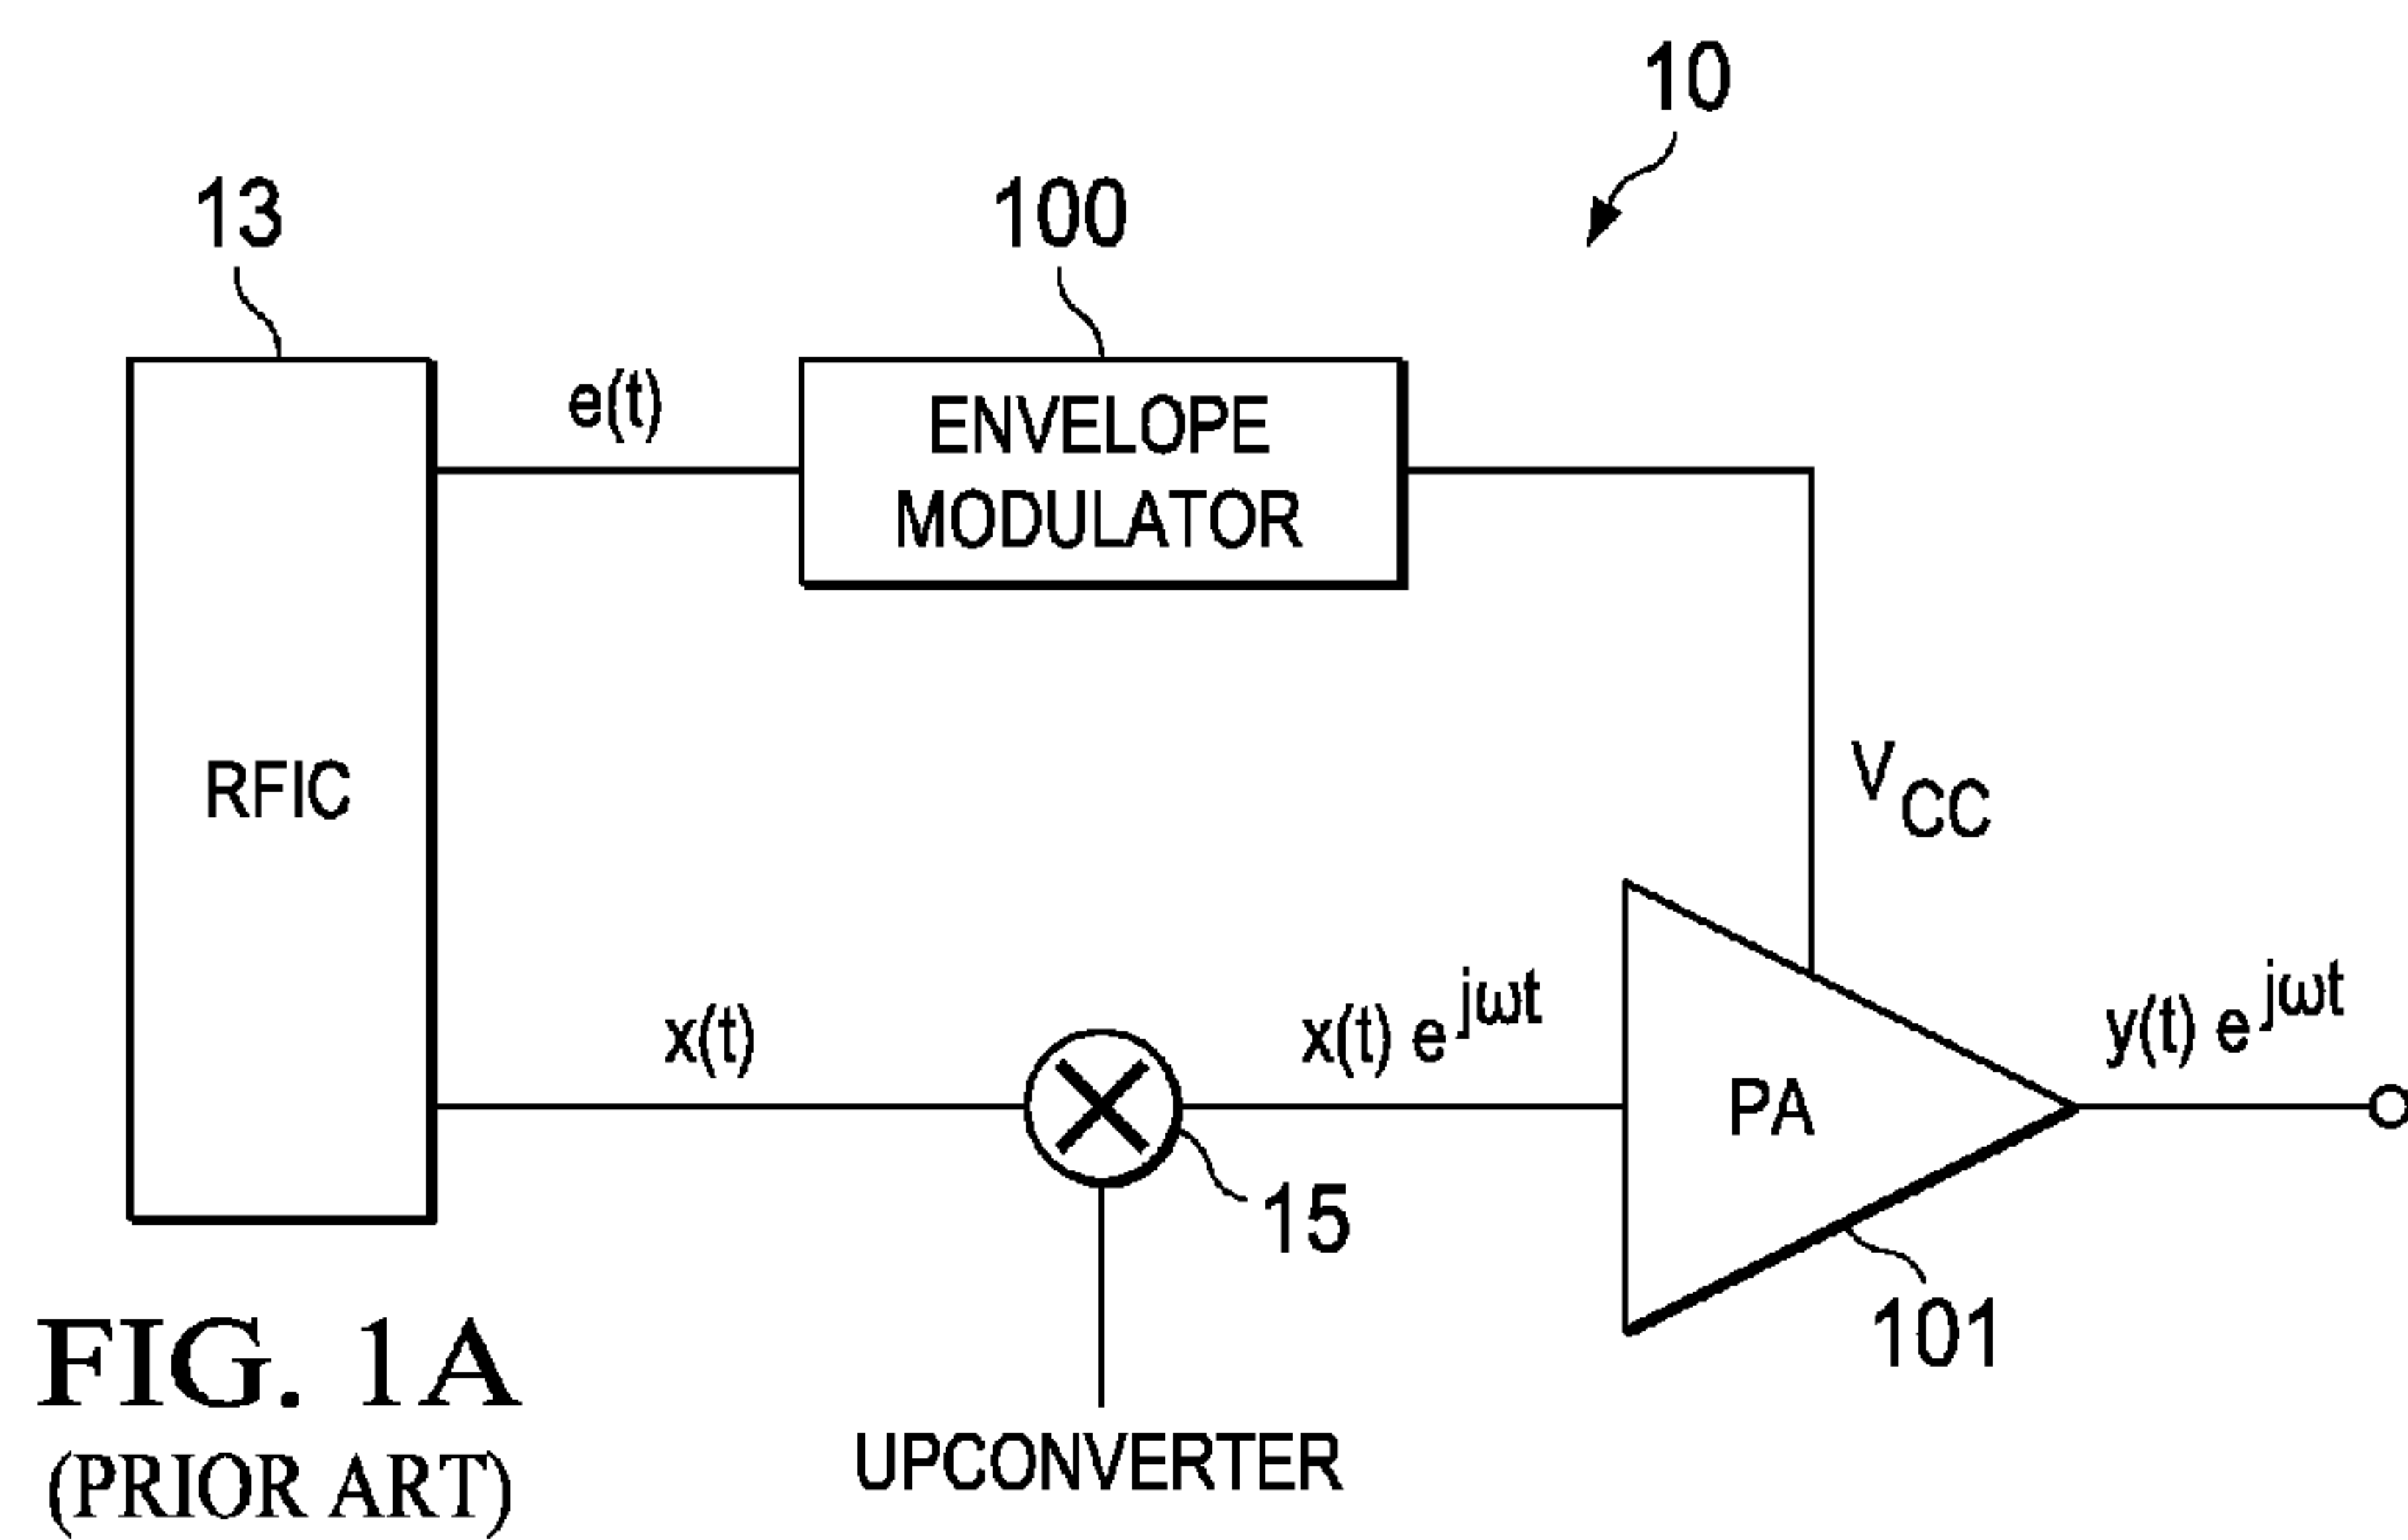 10
13
100
e(t)
ENVELOPE
MODULATOR
RFIC
VCC
x(t)
x(t) e^jωt
y(t) e^jωt
PA
15
101
FIG. 1A
(PRIOR ART)
UPCONVERTER